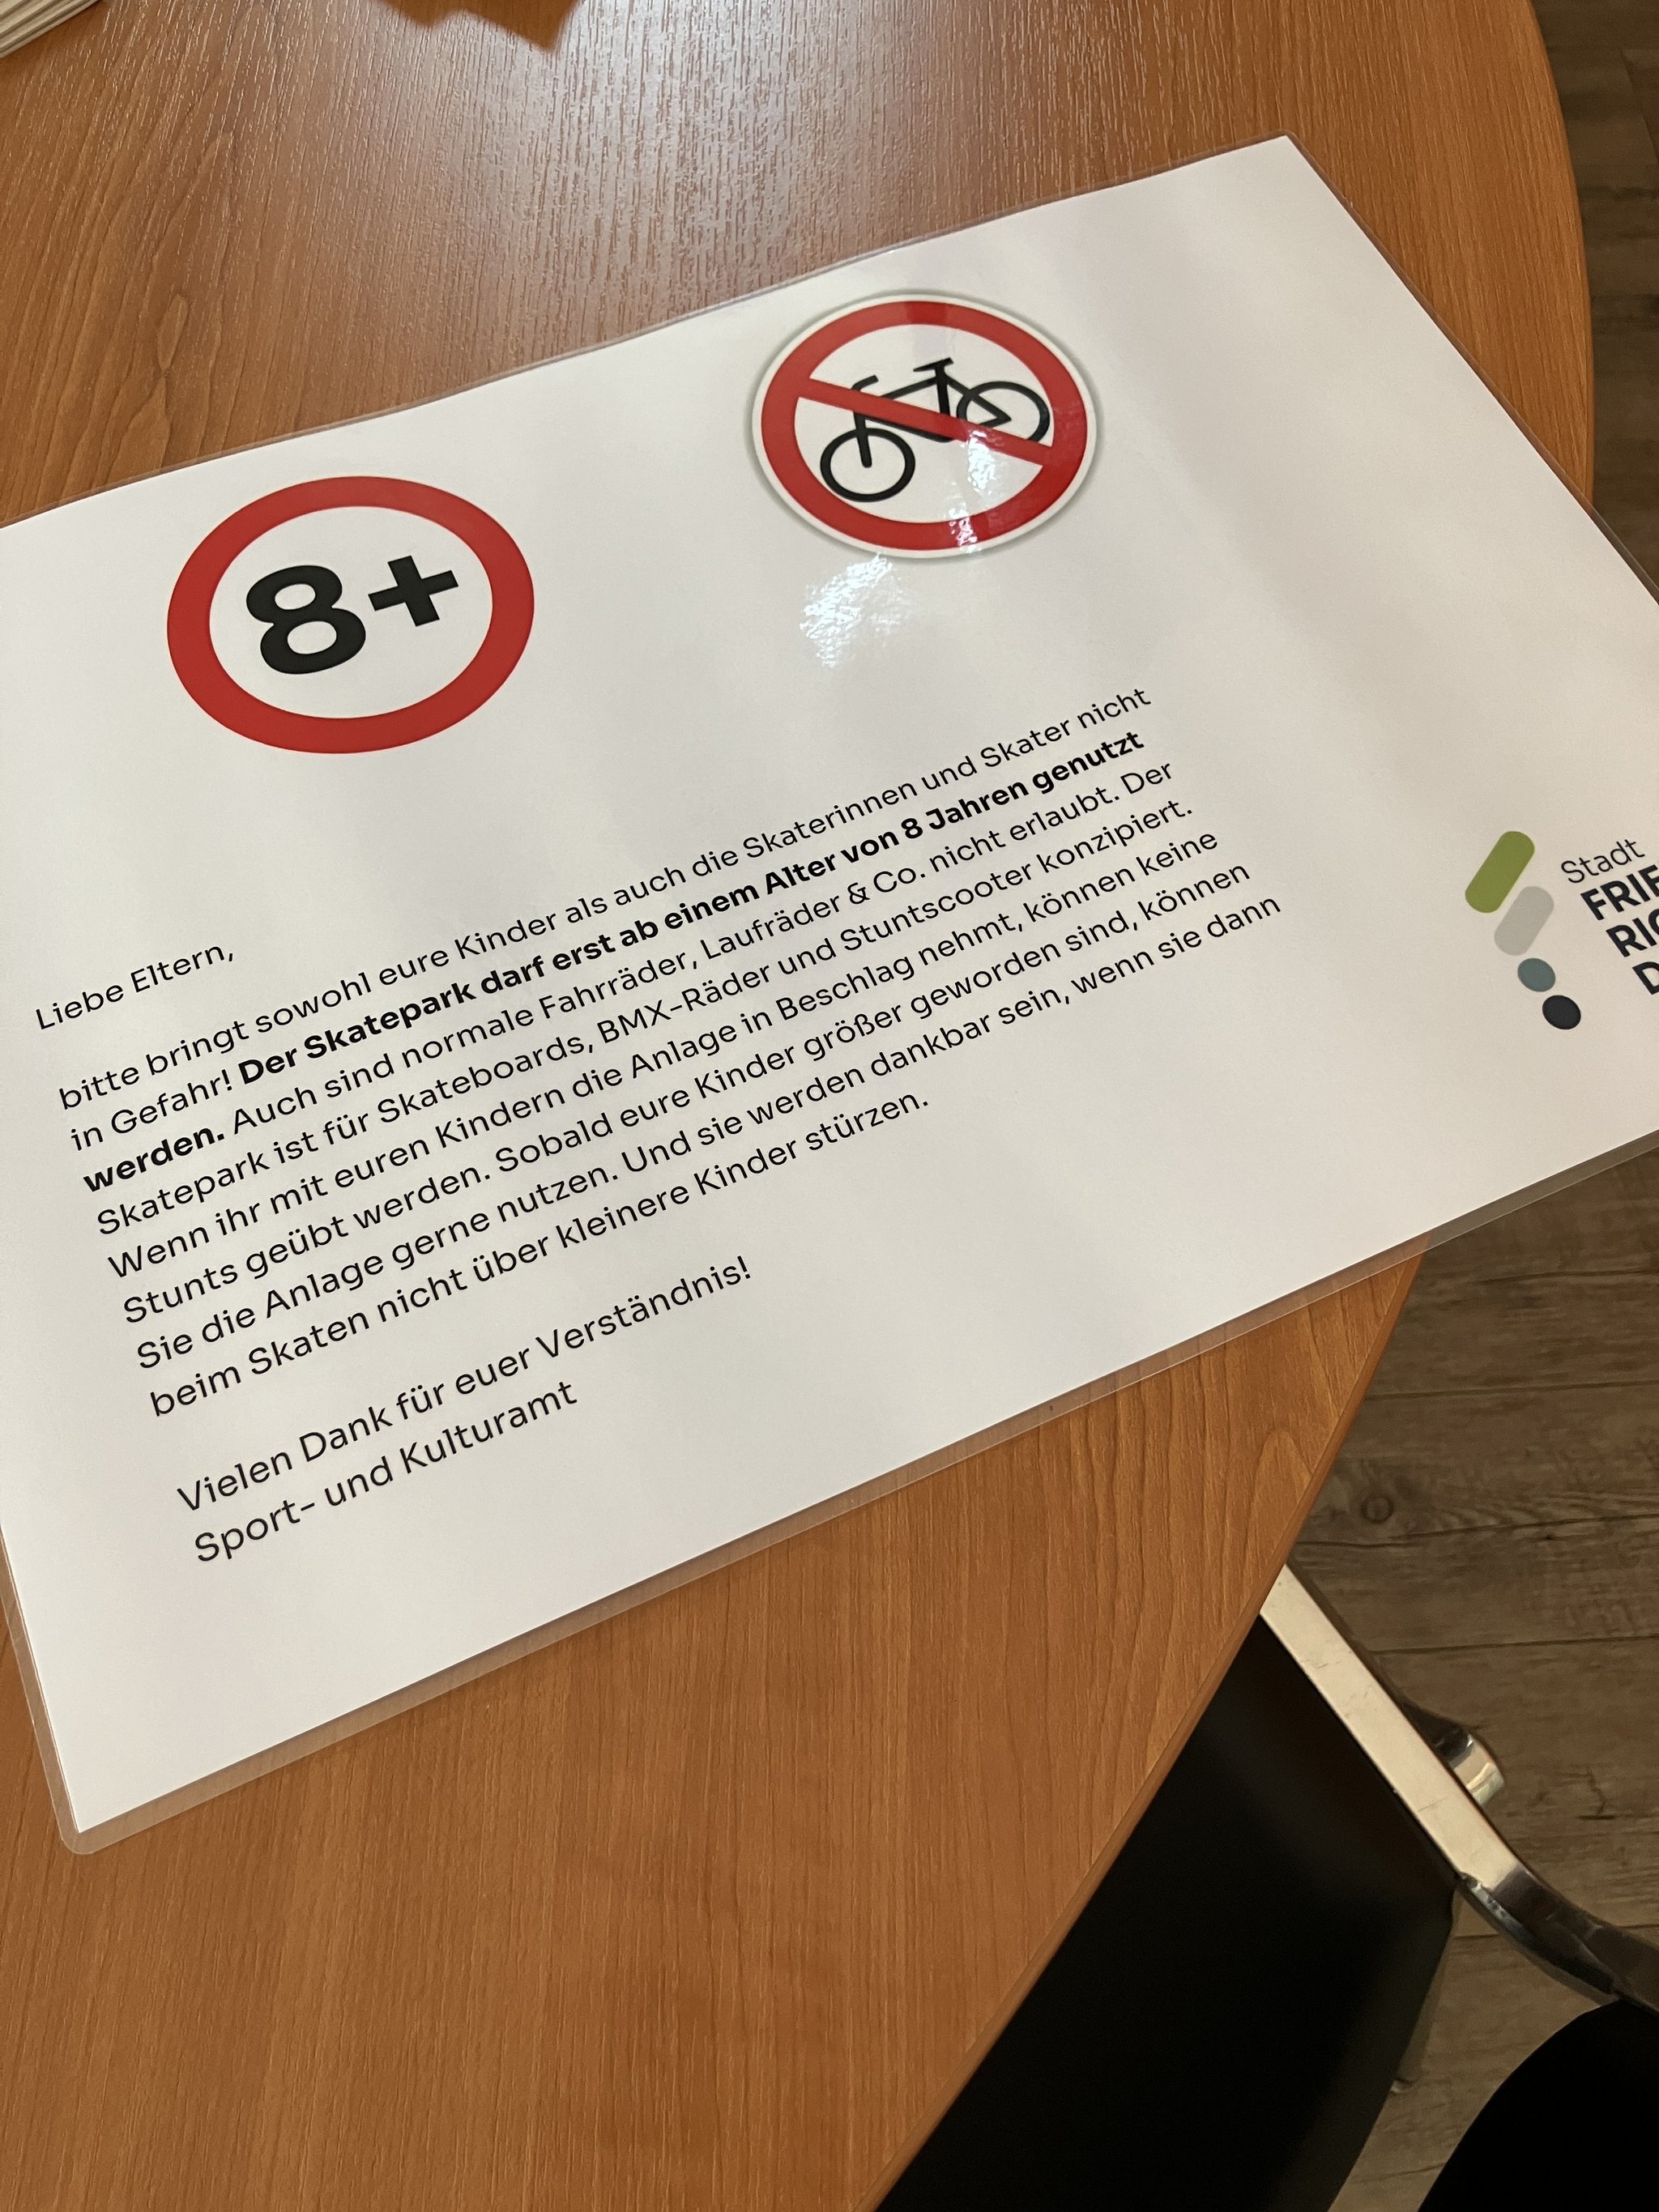 8+
Liebe Eltern,
bitte bringt sowohl eure Kinder als auch die Skaterinnen und Skater nicht
in Gefahr! Der Skatepark darf erst ab einem Alter von 8 Jahren genutzt
werden. Auch sind normale Fahrräder, Laufräder & Co. nicht erlaubt. Der
Skatepark ist für Skateboards, BMX-Räder und Stuntscooter konzipiert.
Wenn ihr mit euren Kindern die Anlage in Beschlag nehmt, können keine
Stunts geübt werden. Sobald eure Kinder größer geworden sind, können
Sie die Anlage gerne nutzen. Und sie werden dankbar sein, wenn sie dann
beim Skaten nicht über kleinere Kinder stürzen.
Vielen Dank für euer Verständnis!
Sport- und Kulturamt
Stadt